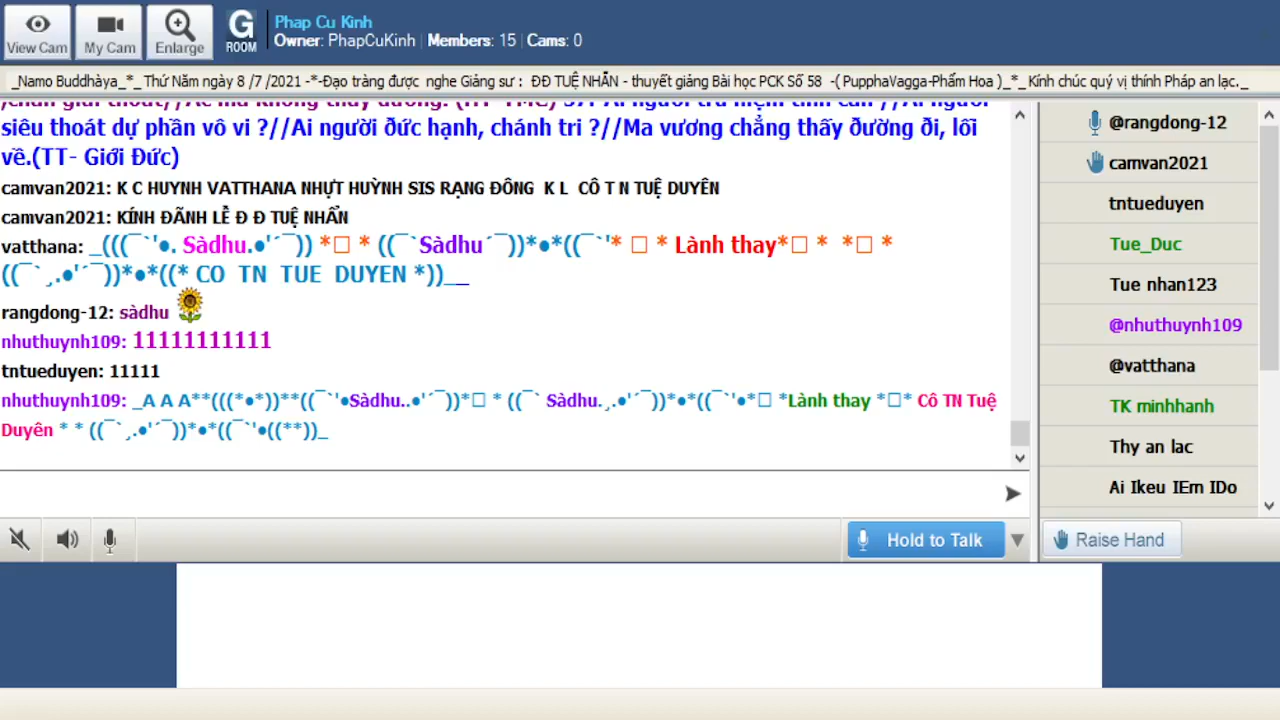 View Cam
My Cam
Enlarge
G
ROOM
Phap Cu Kinh
Owner: PhapCuKinh | Members: 15 | Cams: 0
_Namo Buddhàya_*_ Thứ Năm ngày 8 /7 /2021 -*-Đạo tràng được nghe Giảng sư : ĐĐ TUỆ NHẪN - thuyết giảng Bài học PCK Số 58 -( PupphaVagga-Phẩm Hoa )_*_Kính chúc quý vị thính Pháp an lạc._
siêu thoát dự phần vô vi ?//Ai người ðức hạnh, chánh tri ?//Ma vương chẳng thấy ðường ði, lối
về.(TT- Giới Đức)
camvan2021: K C HUYNH VATTHANA NHỰT HUỲNH SIS RẠNG ĐÔNG K L CÔ T N TUỆ DUYÊN
camvan2021: KÍNH ĐÃNH LỄ Đ Đ TUỆ NHẨN
vatthana: _(((¯`'●. Sàdhu.●'´¯)) *□ * ((¯`Sàdhu´¯))*●*((¯`'* □ * Lành thay*□ * *□ *
((¯`¸.●'´¯))*●*((* CO TN TUE DUYEN *))__
rangdong-12: sàdhu
nhuthuynh109: 11111111111
tntueduyen: 11111
nhuthuynh109: _A A A**(((*●*))**((¯`'●Sàdhu..●'´¯))*□ * ((¯` Sàdhu.¸.●'´¯))*●*((¯`'●*□ *Lành thay *□* Cô TN Tuệ
Duyên * * ((¯`¸.●'´¯))*●*((¯`'●((**))_
Hold to Talk
@rangdong-12
camvan2021
tntueduyen
Tue_Duc
Tue nhan123
@nhuthuynh109
@vatthana
TK minhhanh
Thy an lac
Ai Ikeu IEm IDo
Raise Hand